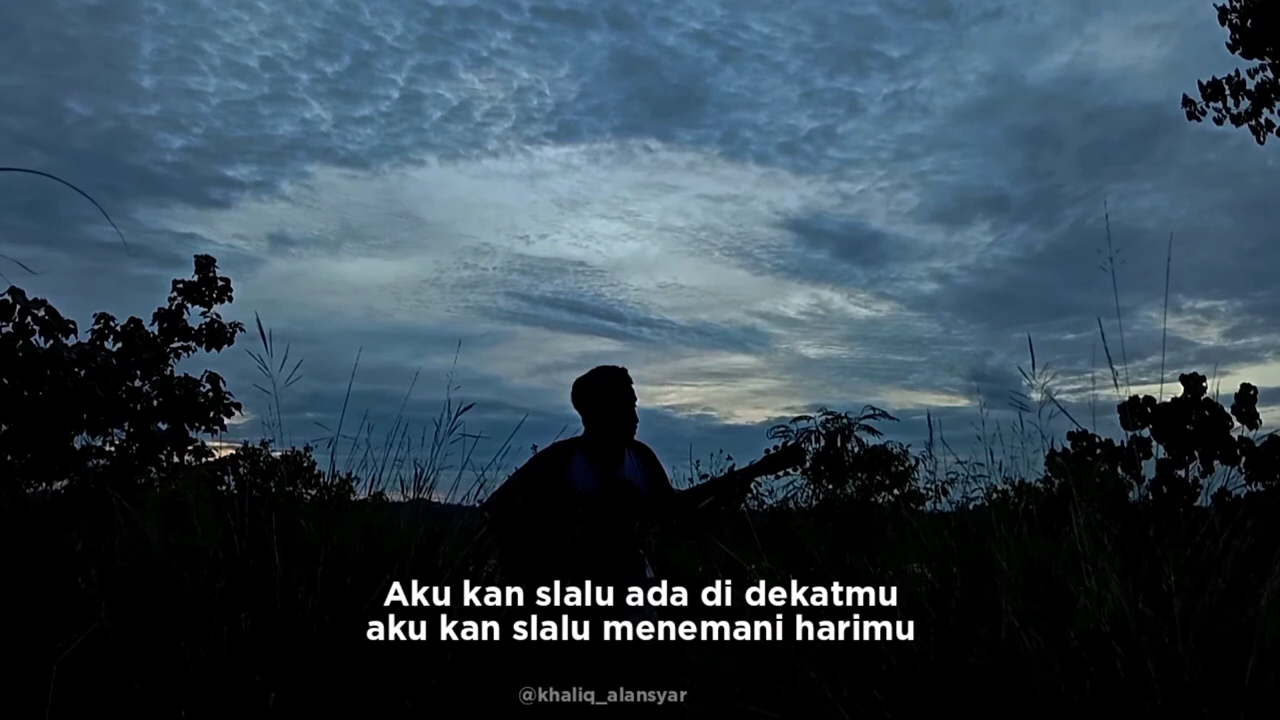 Aku kan slalu ada di dekatmu
aku kan slalu menemani harimu
@khaliq_alansyar